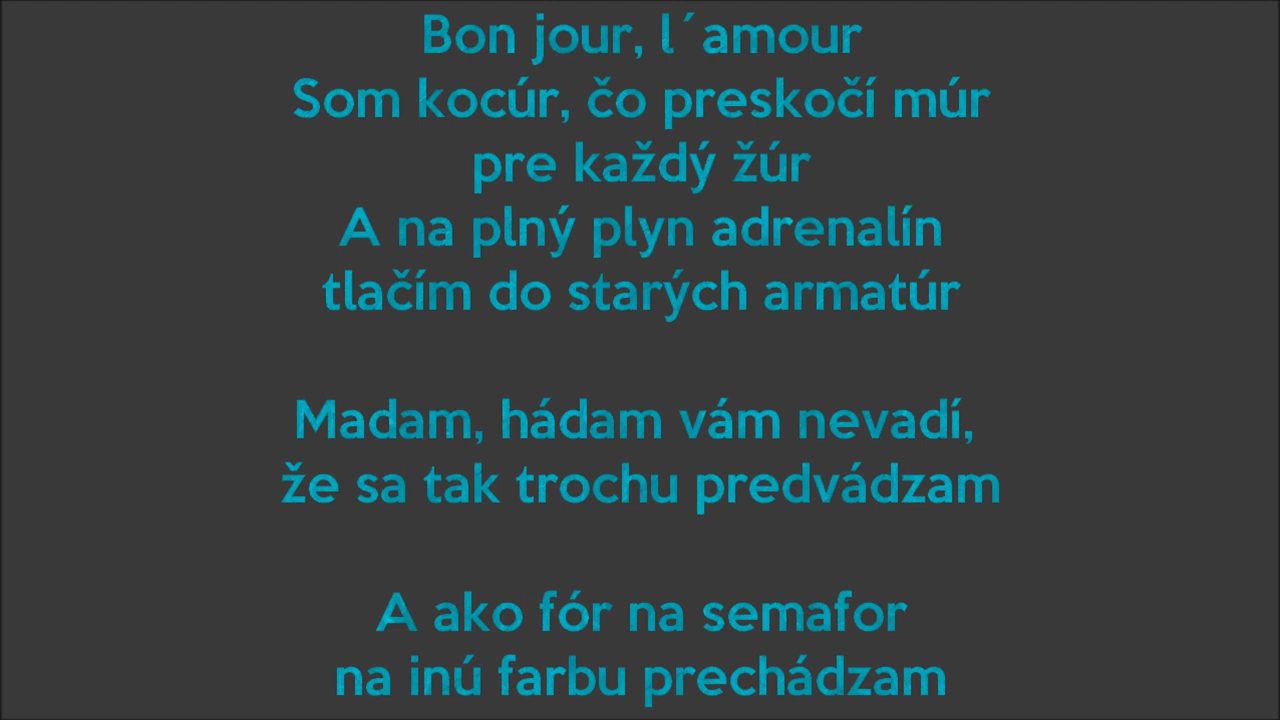 Bon jour, l´amour
Som kocúr, čo preskočí múr
pre každý žúr
A na plný plyn adrenalín
tlačím do starých armatúr
Madam, hádam vám nevadí,
že sa tak trochu predvádzam
A ako fór na semafor
na inú farbu prechádzam